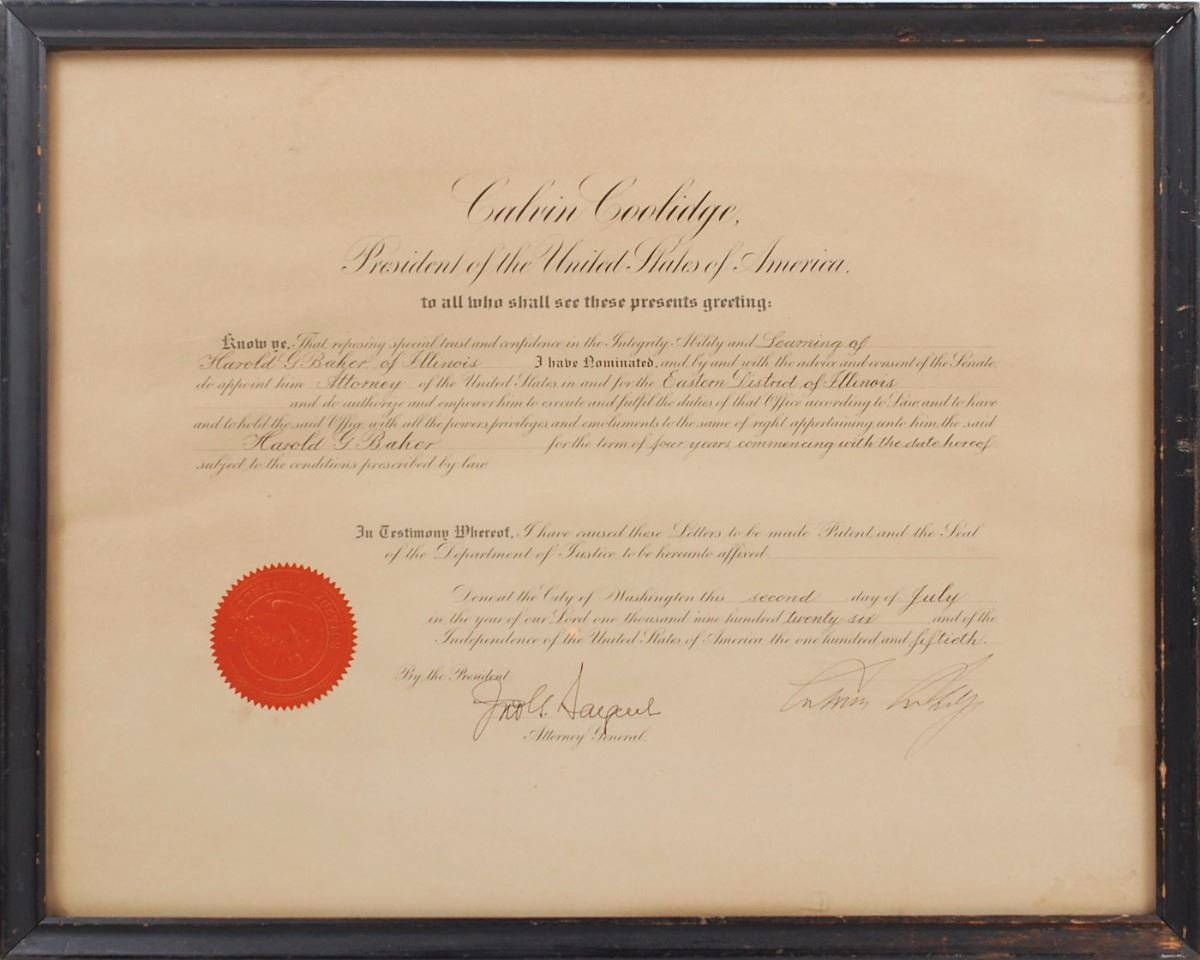 Calvin Coolidge,
President of the United States of America.
to all who shall see these presents greeting:
Know ye, That reposing special trust and confidence in the Integrity Ability and Learning of
Harold G. Baker of Illinois I have Nominated, and, by and with the advice and consent of the Senate,
do appoint him Attorney of the United States in and for the Eastern District of Illinois
and do authorize and empower him to execute and fulfil the duties of that Office according to Law and to have
and to hold the said Office with all the powers privileges and emoluments to the same of right appertaining unto him, the said
Harold G. Baker for the term of four years commencing with the date hereof
subject to the conditions prescribed by law.
In Testimony Whereof, I have caused these Letters to be made Patent and the Seal
of the Department of Justice to be hereunto affixed
Done at the City of Washington this second day of July
in the year of our Lord one thousand nine hundred twenty six and of the
Independence of the United States of America the one hundred and fiftieth.
By the President:
Jno. G. Sargent Calvin Coolidge
Attorney General.